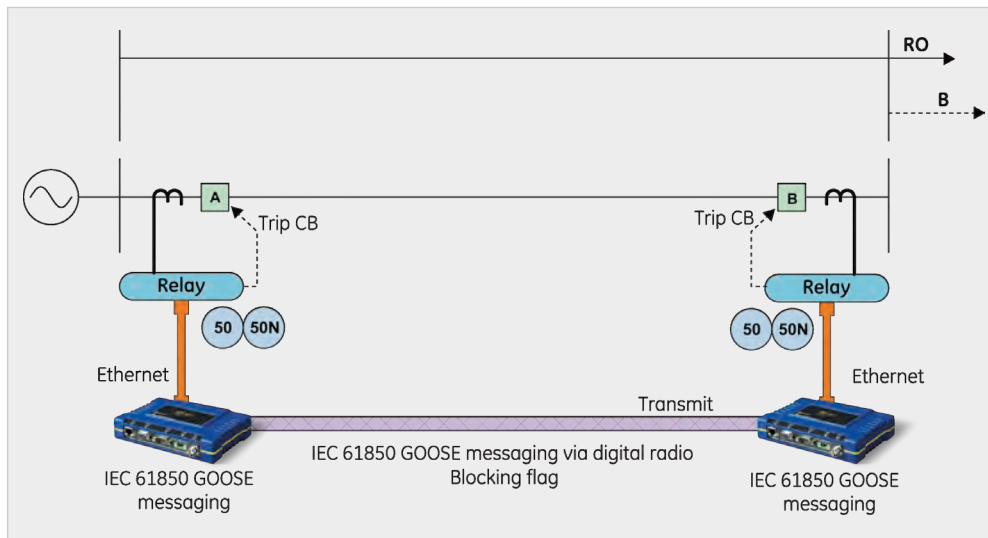 RO
B
A
B
Trip CB
Trip CB
Relay
Relay
50
50N
50
50N
Ethernet
Ethernet
Transmit
IEC 61850 GOOSE messaging via digital radio
Blocking flag
IEC 61850 GOOSE
messaging
IEC 61850 GOOSE
messaging